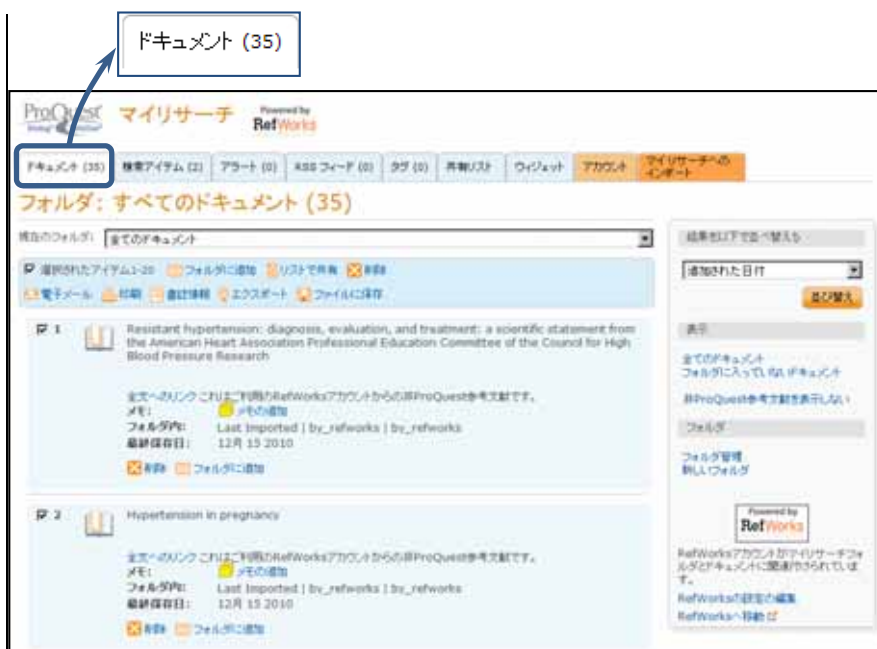 ドキュメント (35)
ProQuest マイリサーチ Powered by RefWorks
ドキュメント (35) 検索アイテム (2) アラート (0) RSS フィード (0) タグ (0) 共有リスト ウィジェット アカウント マイリサーチへのインポート
フォルダ: すべてのドキュメント (35)
現在のフォルダ: 全てのドキュメント
選択されたアイテム1-20 フォルダに追加 リストで共有 削除
電子メール 印刷 書誌情報 エクスポート ファイルに保存
1 Resistant hypertension: diagnosis, evaluation, and treatment: a scientific statement from
the American Heart Association Professional Education Committee of the Council for High
Blood Pressure Research
全文へのリンク これはご利用のRefWorksアカウントからの非ProQuest参考文献です。
メモ: メモの追加
フォルダ内: Last Imported | by_refworks | by_refworks
最終保存日: 12月 15 2010
削除 フォルダに追加
2 Hypertension in pregnancy
全文へのリンク これはご利用のRefWorksアカウントからの非ProQuest参考文献です。
メモ: メモの追加
フォルダ内: Last Imported | by_refworks | by_refworks
最終保存日: 12月 15 2010
削除 フォルダに追加
結果を以下で並べ替える
追加された日付
並び替え
表示
全てのドキュメント
フォルダに入っていないドキュメント
非ProQuest参考文献を表示しない
フォルダ
フォルダ管理
新しいフォルダ
Powered by
RefWorks
RefWorksアカウントがマイリサーチフォ
ルダとドキュメントに関連付けられていま
す。
RefWorksの設定の編集
RefWorksへ移動